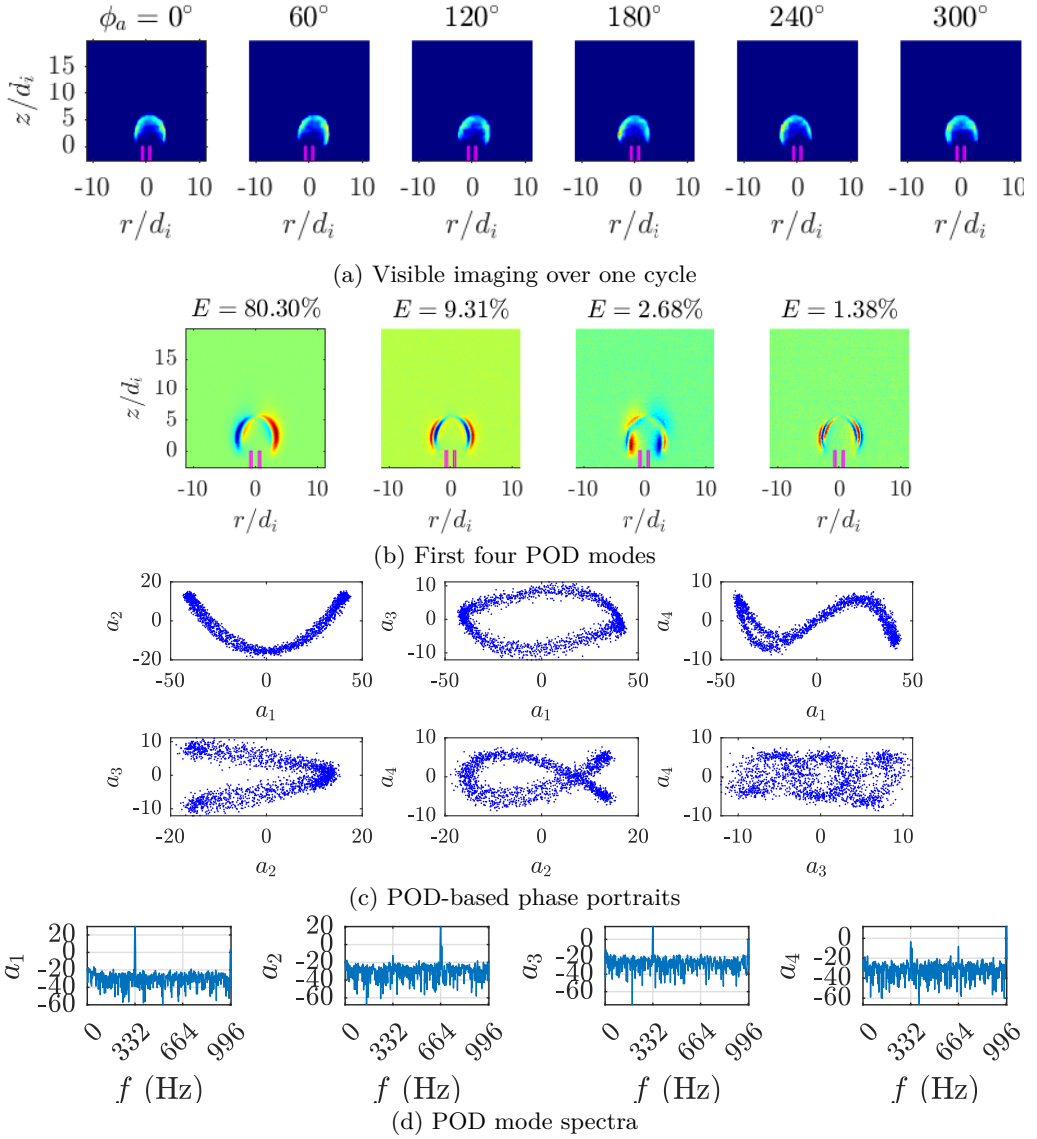 ϕₐ = 0° 60° 120° 180° 240° 300°
z/dᵢ
20
15
10
5
0
-10 0 10 -10 0 10 -10 0 10 -10 0 10 -10 0 10 -10 0 10
r/dᵢ r/dᵢ r/dᵢ r/dᵢ r/dᵢ r/dᵢ
(a) Visible imaging over one cycle
E = 80.30% E = 9.31% E = 2.68% E = 1.38%
z/dᵢ
15
10
5
0
-10 0 10 -10 0 10 -10 0 10 -10 0 10
r/dᵢ r/dᵢ r/dᵢ r/dᵢ
(b) First four POD modes
a₂ 20 0 -20
-50 0 50
a₁
a₃ 10 0 -10
-50 0 50
a₁
a₄ 10 0 -10
-50 0 50
a₁
a₃ 10 0 -10
-20 0 20
a₂
a₄ 10 0 -10
-20 0 20
a₂
a₄ 10 0 -10
-10 0 10
a₃
(c) POD-based phase portraits
a₁ 20 0 -20 -40 -60
0 332 664 996
f (Hz)
a₂ 20 0 -20 -40 -60
0 332 664 996
f (Hz)
a₃ 20 0 -20 -40 -60
0 332 664 996
f (Hz)
a₄ 0 -20 -40 -60
0 332 664 996
f (Hz)
(d) POD mode spectra